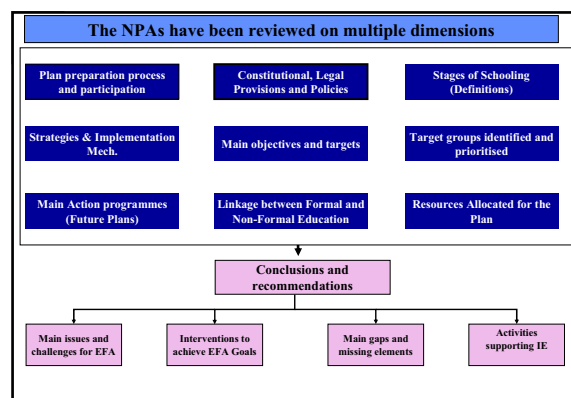 The NPAs have been reviewed on multiple dimensions
Plan preparation process
and participation
Constitutional, Legal
Provisions and Policies
Stages of Schooling
(Definitions)
Strategies & Implementation
Mech.
Main objectives and targets
Target groups identified and
prioritised
Main Action programmes
(Future Plans)
Linkage between Formal and
Non-Formal Education
Resources Allocated for the
Plan
Conclusions and
recommendations
Main issues and
challenges for EFA
Interventions to
achieve EFA Goals
Main gaps and
missing elements
Activities
supporting IE